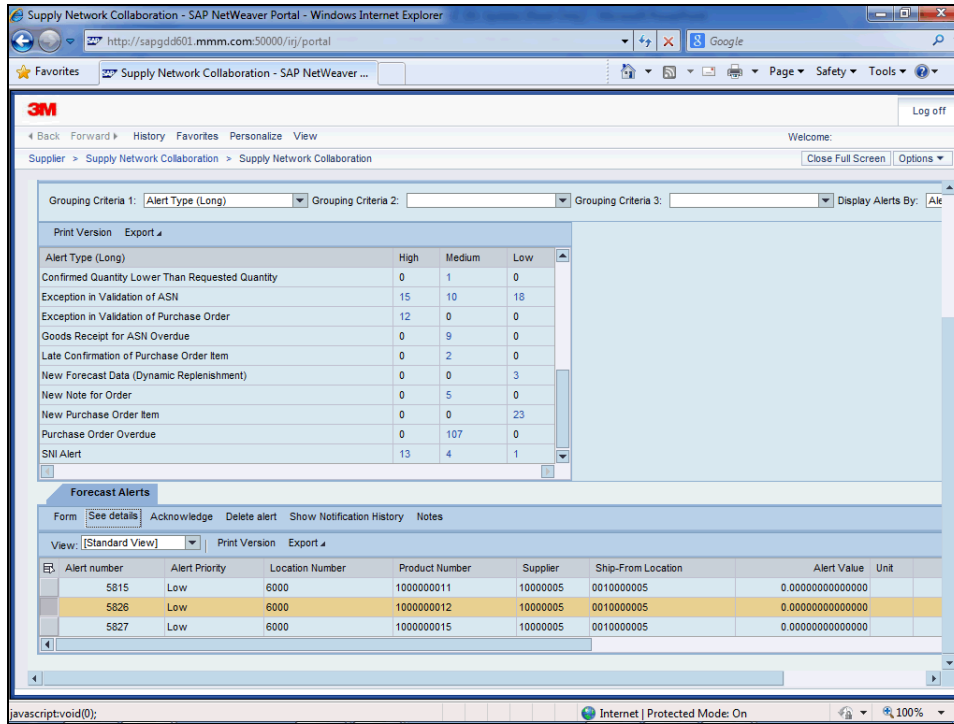 Supply Network Collaboration - SAP NetWeaver Portal - Windows Internet Explorer
http://sapgdd601.mmm.com:50000/irj/portal Google
Favorites Supply Network Collaboration - SAP NetWeaver ... Page Safety Tools
3M Log off
Back Forward History Favorites Personalize View Welcome:
Supplier > Supply Network Collaboration > Supply Network Collaboration Close Full Screen Options
Grouping Criteria 1: Alert Type (Long) Grouping Criteria 2: Grouping Criteria 3: Display Alerts By: Ale
Print Version Export
Alert Type (Long) High Medium Low
Confirmed Quantity Lower Than Requested Quantity 0 1 0
Exception in Validation of ASN 15 10 18
Exception in Validation of Purchase Order 12 0 0
Goods Receipt for ASN Overdue 0 9 0
Late Confirmation of Purchase Order Item 0 2 0
New Forecast Data (Dynamic Replenishment) 0 0 3
New Note for Order 0 5 0
New Purchase Order Item 0 0 23
Purchase Order Overdue 0 107 0
SNI Alert 13 4 1
Forecast Alerts
Form See details Acknowledge Delete alert Show Notification History Notes
View: [Standard View] Print Version Export
Alert number Alert Priority Location Number Product Number Supplier Ship-From Location Alert Value Unit
5815 Low 6000 1000000011 10000005 0010000005 0.00000000000000
5826 Low 6000 1000000012 10000005 0010000005 0.00000000000000
5827 Low 6000 1000000015 10000005 0010000005 0.00000000000000
javascript:void(0); Internet | Protected Mode: On 100%